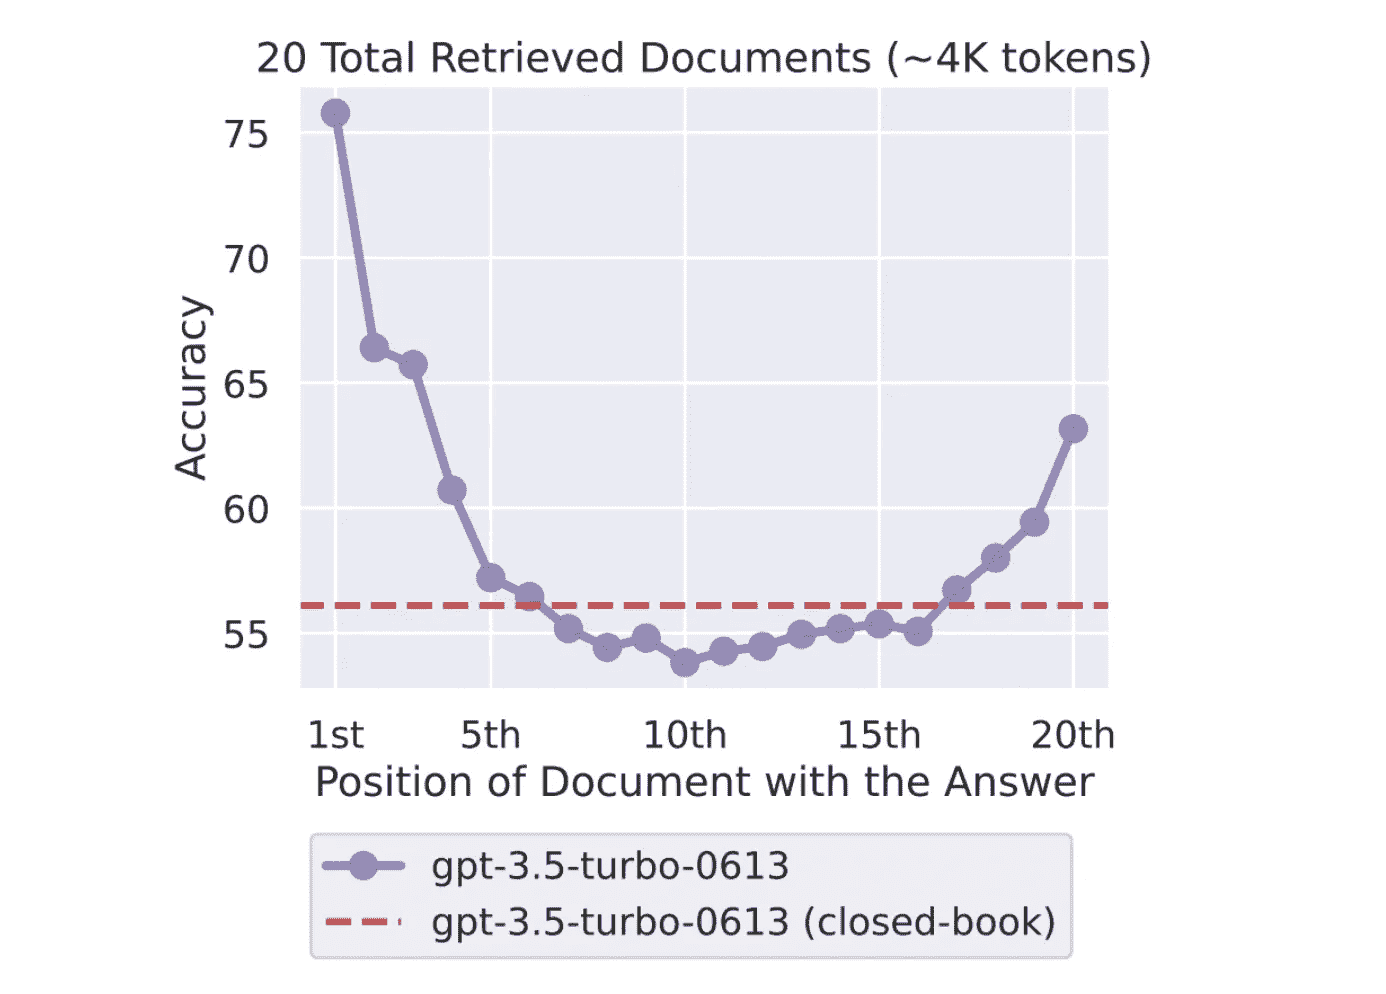 20 Total Retrieved Documents (~4K tokens)
75
70
65
60
55
Accuracy
1st 5th 10th 15th 20th
Position of Document with the Answer
gpt-3.5-turbo-0613
gpt-3.5-turbo-0613 (closed-book)